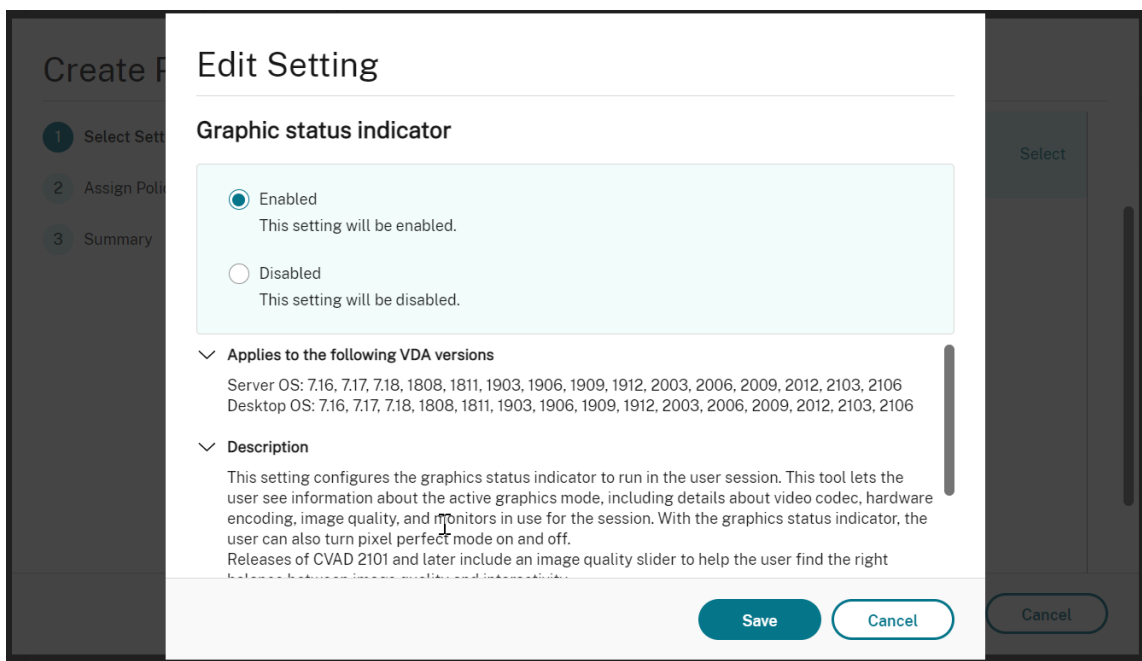 Create P
1 Select Sett
2 Assign Poli
3 Summary
Select
Cancel
Edit Setting
Graphic status indicator
Enabled
This setting will be enabled.
Disabled
This setting will be disabled.
Applies to the following VDA versions
Server OS: 7.16, 7.17, 7.18, 1808, 1811, 1903, 1906, 1909, 1912, 2003, 2006, 2009, 2012, 2103, 2106
Desktop OS: 7.16, 7.17, 7.18, 1808, 1811, 1903, 1906, 1909, 1912, 2003, 2006, 2009, 2012, 2103, 2106
Description
This setting configures the graphics status indicator to run in the user session. This tool lets the
user see information about the active graphics mode, including details about video codec, hardware
encoding, image quality, and monitors in use for the session. With the graphics status indicator, the
user can also turn pixel perfect mode on and off.
Releases of CVAD 2101 and later include an image quality slider to help the user find the right
balance between image quality and interactivity.
Save
Cancel